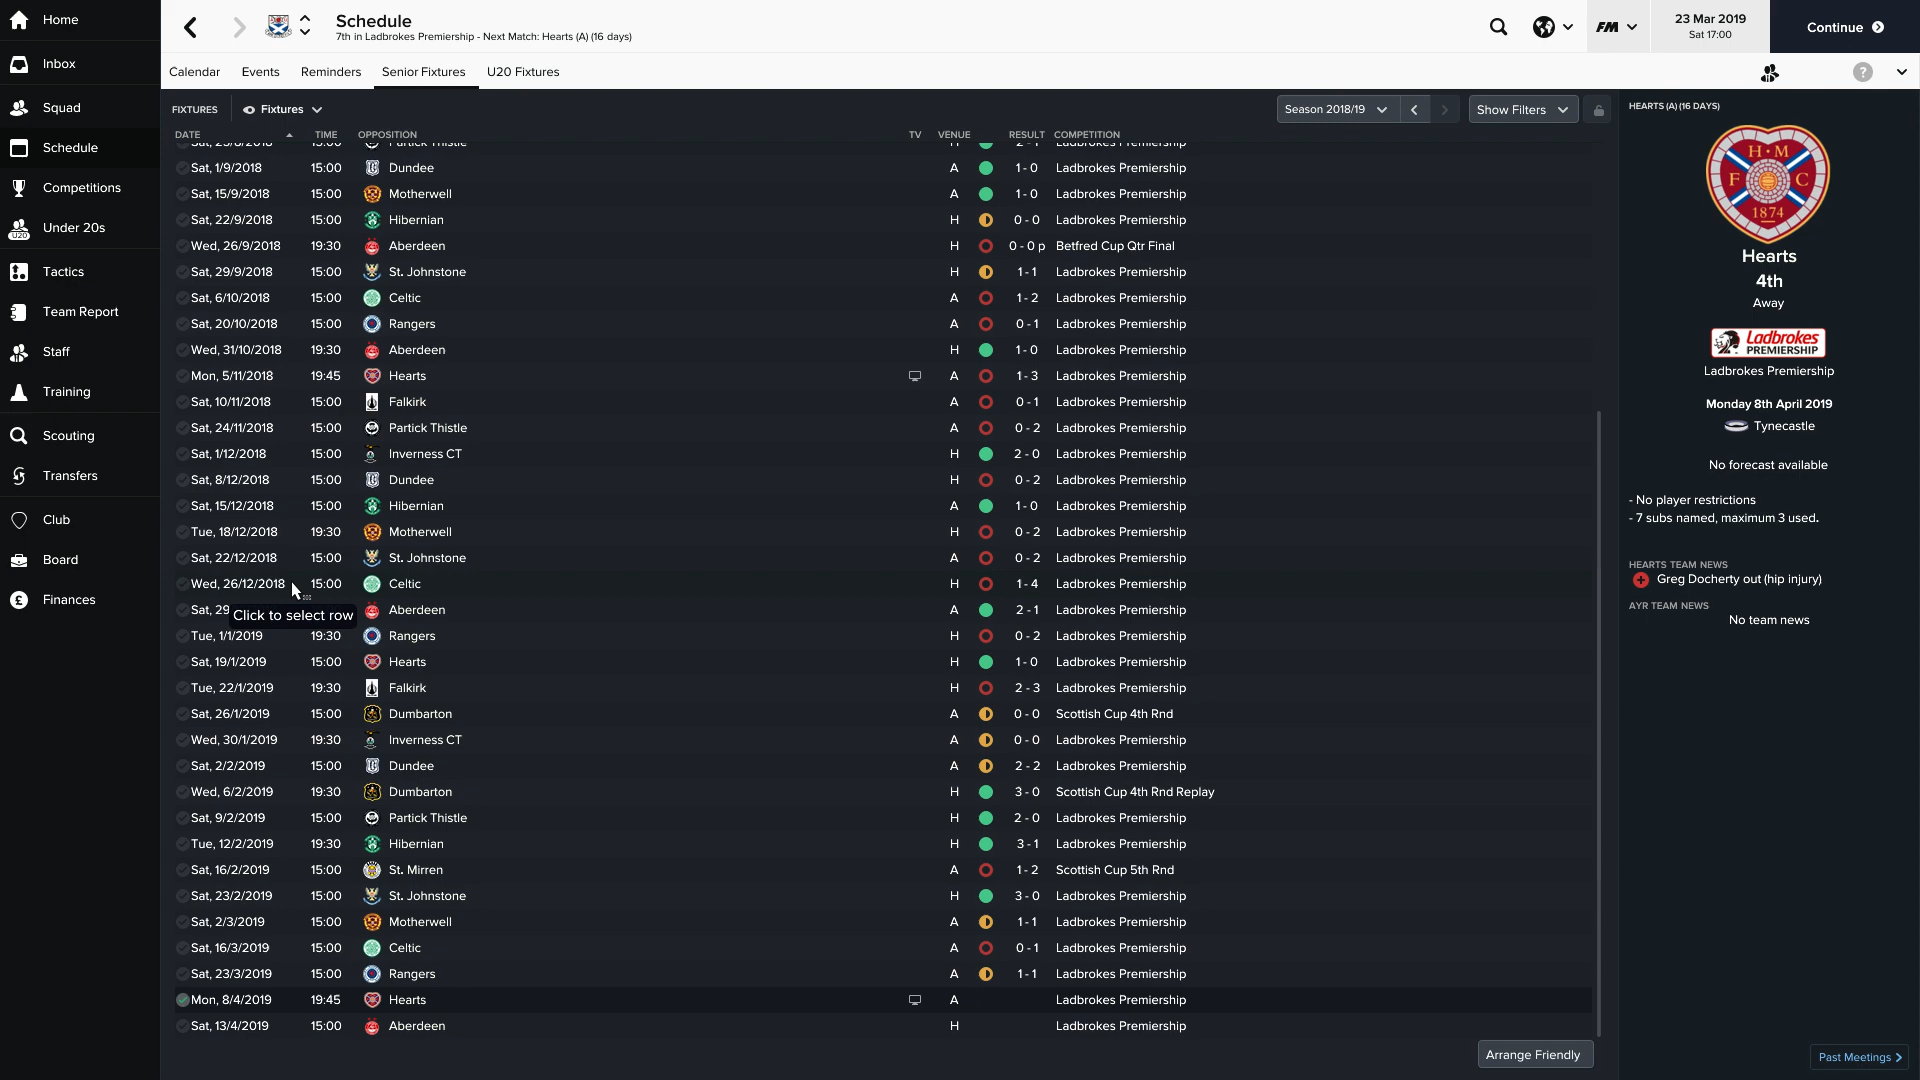 Home
Inbox
Squad
Schedule
Competitions
Under 20s
U20
Tactics
Team Report
Staff
Training
Scouting
Transfers
Club
Board
Finances
Schedule
7th in Ladbrokes Premiership - Next Match: Hearts (A) (16 days)
FM
23 Mar 2019
Sat 17:00
Continue
Calendar Events Reminders Senior Fixtures U20 Fixtures
?
FIXTURES Fixtures
Season 2018/19
Show Filters
DATE TIME OPPOSITION TV VENUE RESULT COMPETITION
Sat, 25/8/2018 15:00 Partick Thistle H 2 - 1 Ladbrokes Premiership
Sat, 1/9/2018 15:00 Dundee A 1 - 0 Ladbrokes Premiership
Sat, 15/9/2018 15:00 Motherwell A 1 - 0 Ladbrokes Premiership
Sat, 22/9/2018 15:00 Hibernian H 0 - 0 Ladbrokes Premiership
Wed, 26/9/2018 19:30 Aberdeen H 0 - 0 p Betfred Cup Qtr Final
Sat, 29/9/2018 15:00 St. Johnstone H 1 - 1 Ladbrokes Premiership
Sat, 6/10/2018 15:00 Celtic A 1 - 2 Ladbrokes Premiership
Sat, 20/10/2018 15:00 Rangers A 0 - 1 Ladbrokes Premiership
Wed, 31/10/2018 19:30 Aberdeen H 1 - 0 Ladbrokes Premiership
Mon, 5/11/2018 19:45 Hearts A 1 - 3 Ladbrokes Premiership
Sat, 10/11/2018 15:00 Falkirk A 0 - 1 Ladbrokes Premiership
Sat, 24/11/2018 15:00 Partick Thistle A 0 - 2 Ladbrokes Premiership
Sat, 1/12/2018 15:00 Inverness CT H 2 - 0 Ladbrokes Premiership
Sat, 8/12/2018 15:00 Dundee H 0 - 2 Ladbrokes Premiership
Sat, 15/12/2018 15:00 Hibernian A 1 - 0 Ladbrokes Premiership
Tue, 18/12/2018 19:30 Motherwell H 0 - 2 Ladbrokes Premiership
Sat, 22/12/2018 15:00 St. Johnstone A 0 - 2 Ladbrokes Premiership
Wed, 26/12/2018 15:00 Celtic H 1 - 4 Ladbrokes Premiership
Sat, 29 Aberdeen A 2 - 1 Ladbrokes Premiership
Click to select row
Tue, 1/1/2019 19:30 Rangers H 0 - 2 Ladbrokes Premiership
Sat, 19/1/2019 15:00 Hearts H 1 - 0 Ladbrokes Premiership
Tue, 22/1/2019 19:30 Falkirk H 2 - 3 Ladbrokes Premiership
Sat, 26/1/2019 15:00 Dumbarton A 0 - 0 Scottish Cup 4th Rnd
Wed, 30/1/2019 19:30 Inverness CT A 0 - 0 Ladbrokes Premiership
Sat, 2/2/2019 15:00 Dundee A 2 - 2 Ladbrokes Premiership
Wed, 6/2/2019 19:30 Dumbarton H 3 - 0 Scottish Cup 4th Rnd Replay
Sat, 9/2/2019 15:00 Partick Thistle H 2 - 0 Ladbrokes Premiership
Tue, 12/2/2019 19:30 Hibernian H 3 - 1 Ladbrokes Premiership
Sat, 16/2/2019 15:00 St. Mirren A 1 - 2 Scottish Cup 5th Rnd
Sat, 23/2/2019 15:00 St. Johnstone H 3 - 0 Ladbrokes Premiership
Sat, 2/3/2019 15:00 Motherwell A 1 - 1 Ladbrokes Premiership
Sat, 16/3/2019 15:00 Celtic A 0 - 1 Ladbrokes Premiership
Sat, 23/3/2019 15:00 Rangers A 1 - 1 Ladbrokes Premiership
Mon, 8/4/2019 19:45 Hearts A Ladbrokes Premiership
Sat, 13/4/2019 15:00 Aberdeen H Ladbrokes Premiership
Arrange Friendly
HEARTS (A) (16 DAYS)
H M
F C
1874
Hearts
4th
Away
Ladbrokes
PREMIERSHIP
Ladbrokes Premiership
Monday 8th April 2019
Tynecastle
No forecast available
- No player restrictions
- 7 subs named, maximum 3 used.
HEARTS TEAM NEWS
Greg Docherty out (hip injury)
AYR TEAM NEWS
No team news
Past Meetings